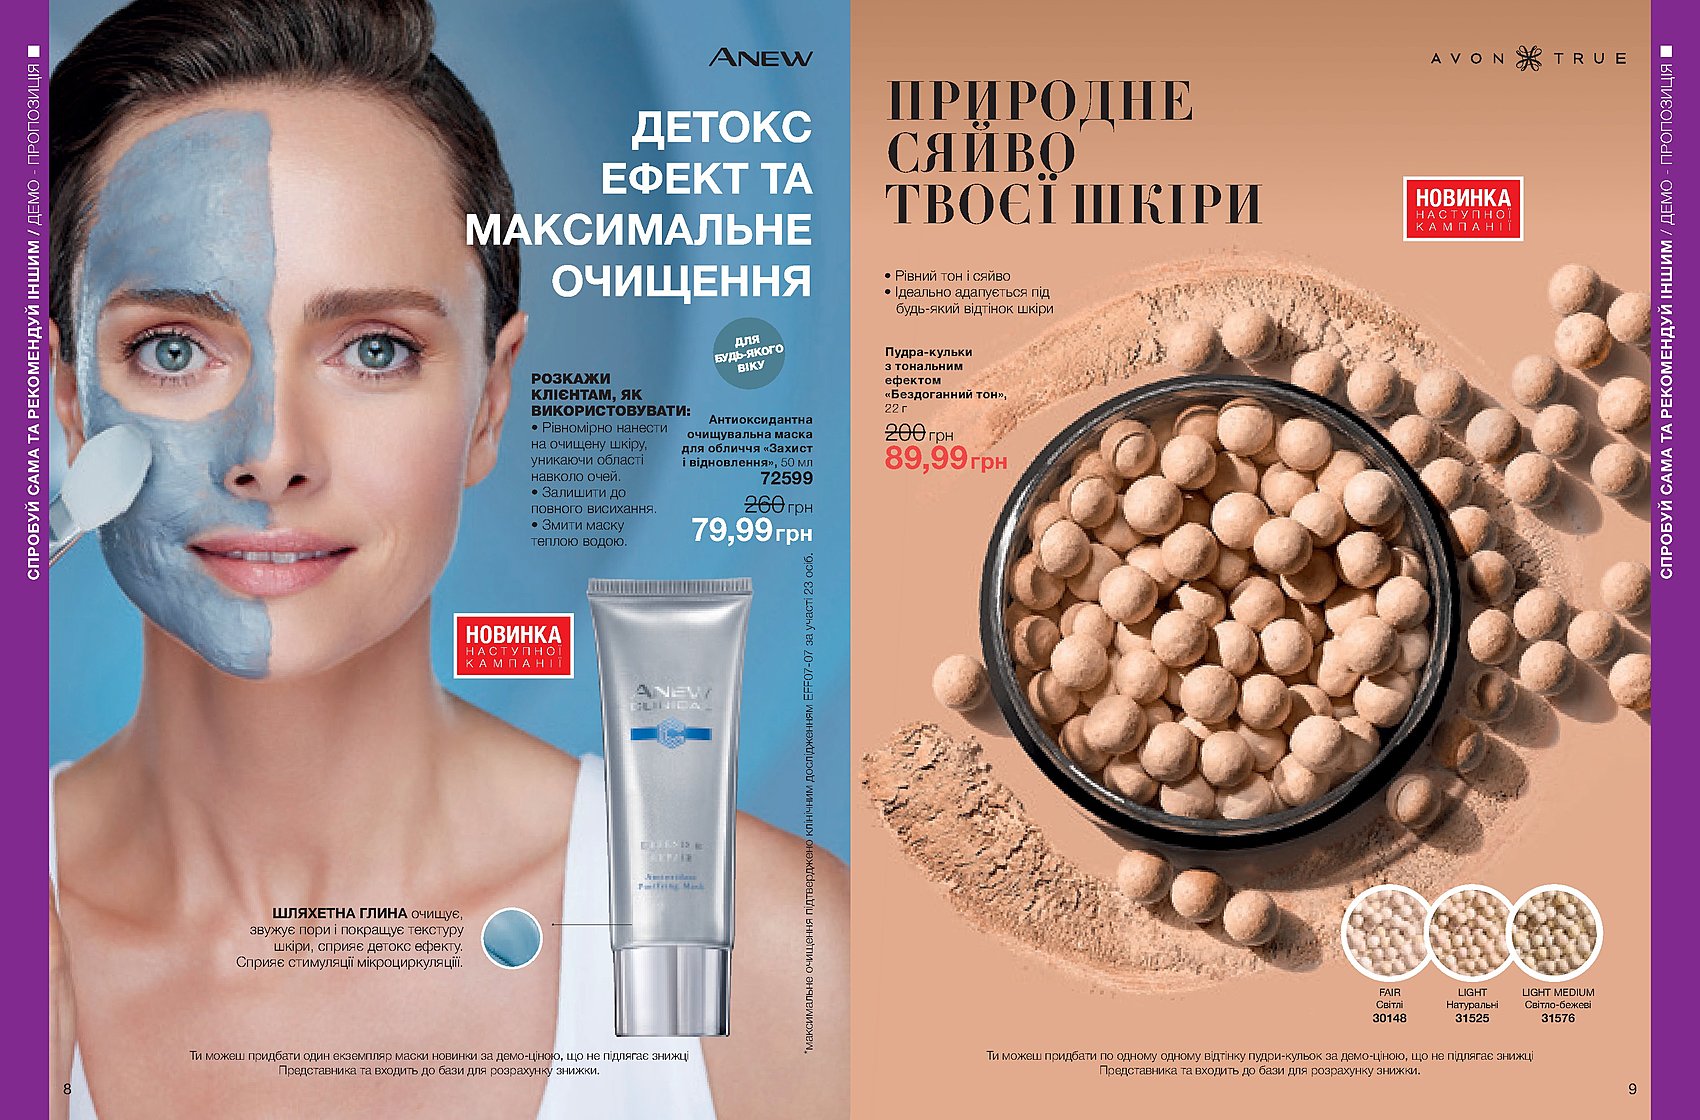 СПРОБУЙ САМА ТА РЕКОМЕНДУЙ ІНШИМ / ДЕМО - ПРОПОЗИЦІЯ
ANEW
ДЕТОКС
ЕФЕКТ ТА
МАКСИМАЛЬНЕ
ОЧИЩЕННЯ
ДЛЯ
БУДЬ-ЯКОГО
ВІКУ
РОЗКАЖИ
КЛІЄНТАМ, ЯК
ВИКОРИСТОВУВАТИ:
• Рівномірно нанести
на очищену шкіру,
уникаючи області
навколо очей.
• Залишити до
повного висихання.
• Змити маску
теплою водою.
Антиоксидантна
очищувальна маска
для обличчя «Захист
і відновлення», 50 мл
72599
260 грн
79,99 грн
НОВИНКА
НАСТУПНОЇ
КАМПАНІЇ
ANEW
CLINICAL
DEFEND &
REPAIR
Antioxidant
Purifying Mask
ШЛЯХЕТНА ГЛИНА очищує,
звужує пори і покращує текстуру
шкіри, сприяє детокс ефекту.
Сприяє стимуляції мікроциркуляціїі.
*максимальне очищення підтверджено клінічним дослідженням EFF07-07 за участі 23 осіб.
Ти можеш придбати один екземпляр маски новинки за демо-ціною, що не підлягає знижці
Представника та входить до бази для розрахунку знижки.
8
AVON TRUE
ПРИРОДНЕ
СЯЙВО
ТВОЄЇ ШКІРИ
НОВИНКА
НАСТУПНОЇ
КАМПАНІЇ
• Рівний тон і сяйво
• Ідеально адапується під
будь-який відтінок шкіри
Пудра-кульки
з тональним
ефектом
«Бездоганний тон»,
22 г
200 грн
89,99 грн
FAIR
Світлі
30148
LIGHT
Натуральні
31525
LIGHT MEDIUM
Світло-бежеві
31576
Ти можеш придбати по одному одному відтінку пудри-кульок за демо-ціною, що не підлягає знижці
Представника та входить до бази для розрахунку знижки.
9
СПРОБУЙ САМА ТА РЕКОМЕНДУЙ ІНШИМ / ДЕМО - ПРОПОЗИЦІЯ